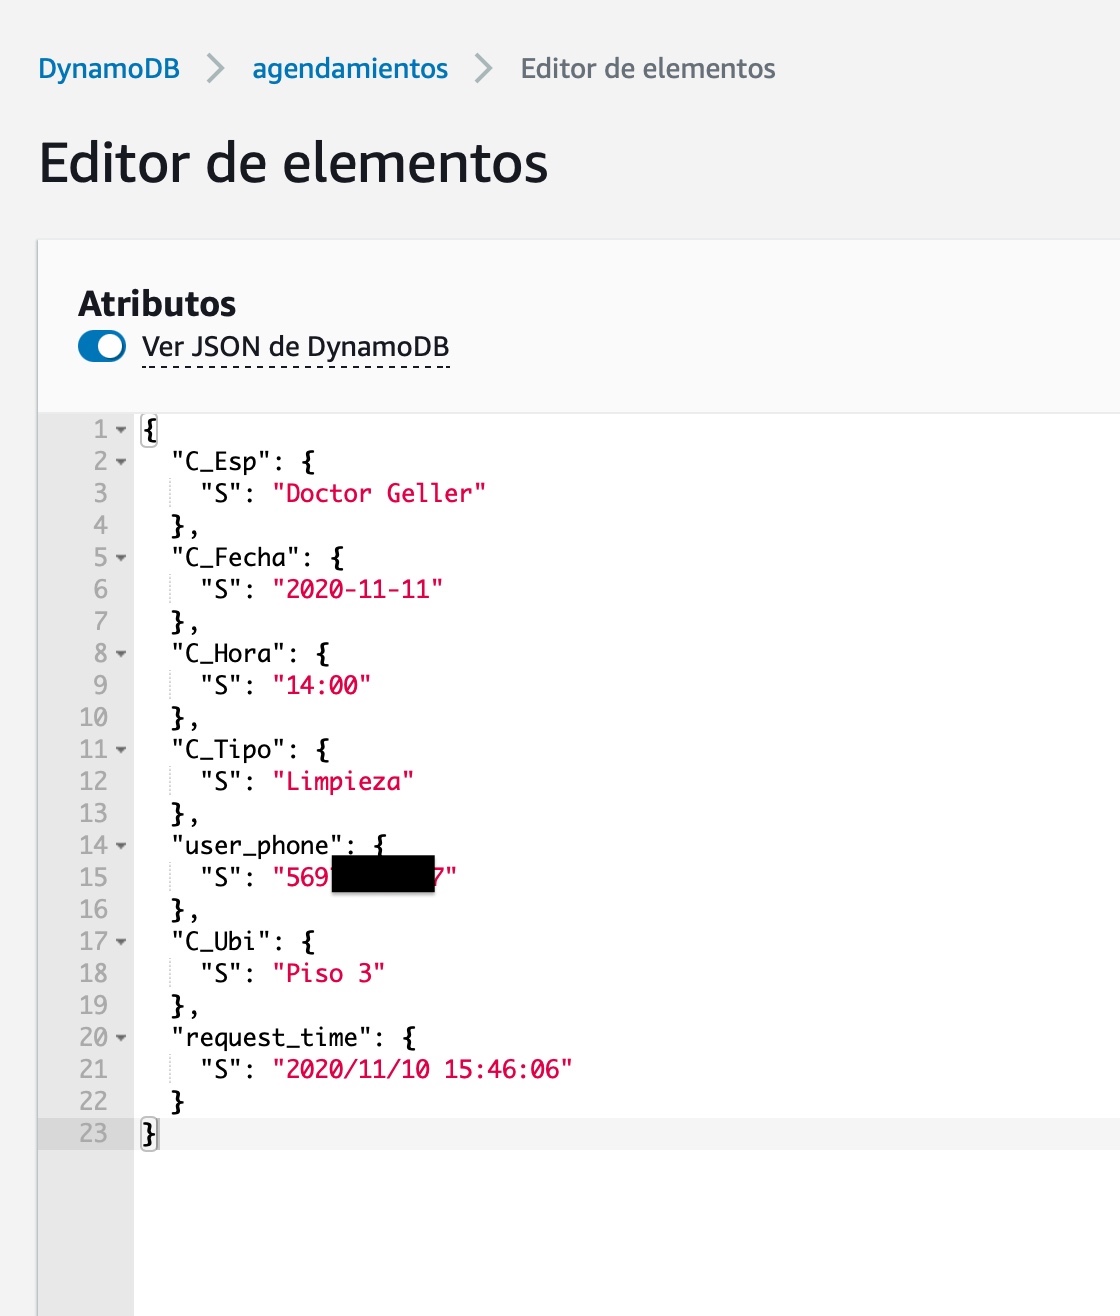 DynamoDB > agendamientos > Editor de elementos
Editor de elementos
Atributos
Ver JSON de DynamoDB
1 {
2 "C_Esp": {
3 "S": "Doctor Geller"
4 },
5 "C_Fecha": {
6 "S": "2020-11-11"
7 },
8 "C_Hora": {
9 "S": "14:00"
10 },
11 "C_Tipo": {
12 "S": "Limpieza"
13 },
14 "user_phone": {
15 "S": "569 7"
16 },
17 "C_Ubi": {
18 "S": "Piso 3"
19 },
20 "request_time": {
21 "S": "2020/11/10 15:46:06"
22 }
23 }